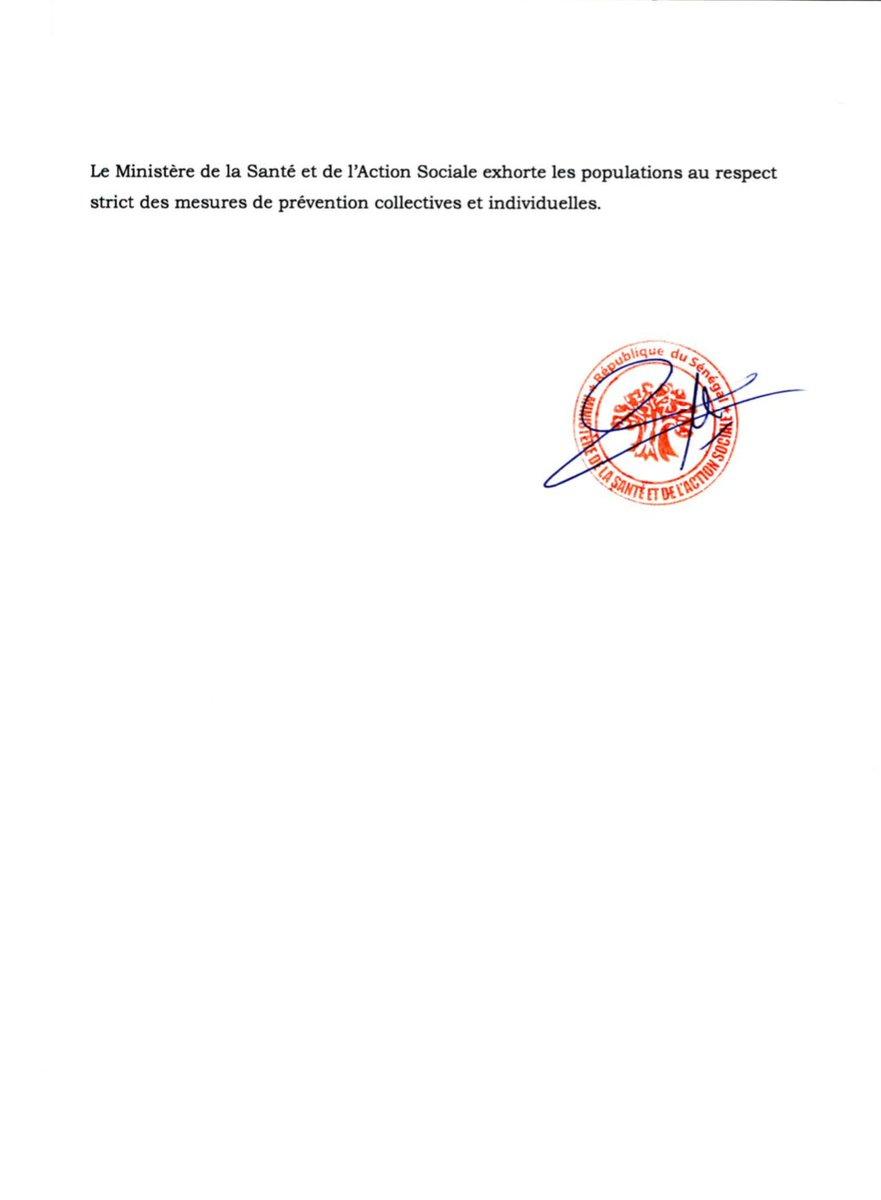 Le Ministère de la Santé et de l'Action Sociale exhorte les populations au respect
strict des mesures de prévention collectives et individuelles.
République du Sénégal
MINISTERE DE LA SANTÉ ET DE L'ACTION SOCIALE